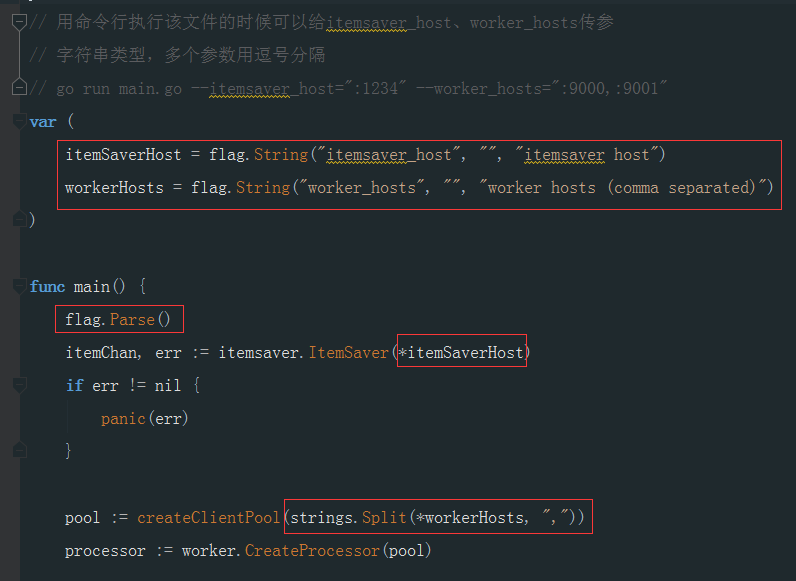 // 用命令行执行该文件的时候可以给itemsaver_host、worker_hosts传参
// 字符串类型，多个参数用逗号分隔
// go run main.go --itemsaver_host=":1234" --worker_hosts=":9000,:9001"
var (
itemSaverHost = flag.String("itemsaver_host", "", "itemsaver host")
workerHosts = flag.String("worker_hosts", "", "worker hosts (comma separated)")
)
func main() {
flag.Parse()
itemChan, err := itemsaver.ItemSaver(*itemSaverHost)
if err != nil {
panic(err)
}
pool := createClientPool(strings.Split(*workerHosts, ","))
processor := worker.CreateProcessor(pool)